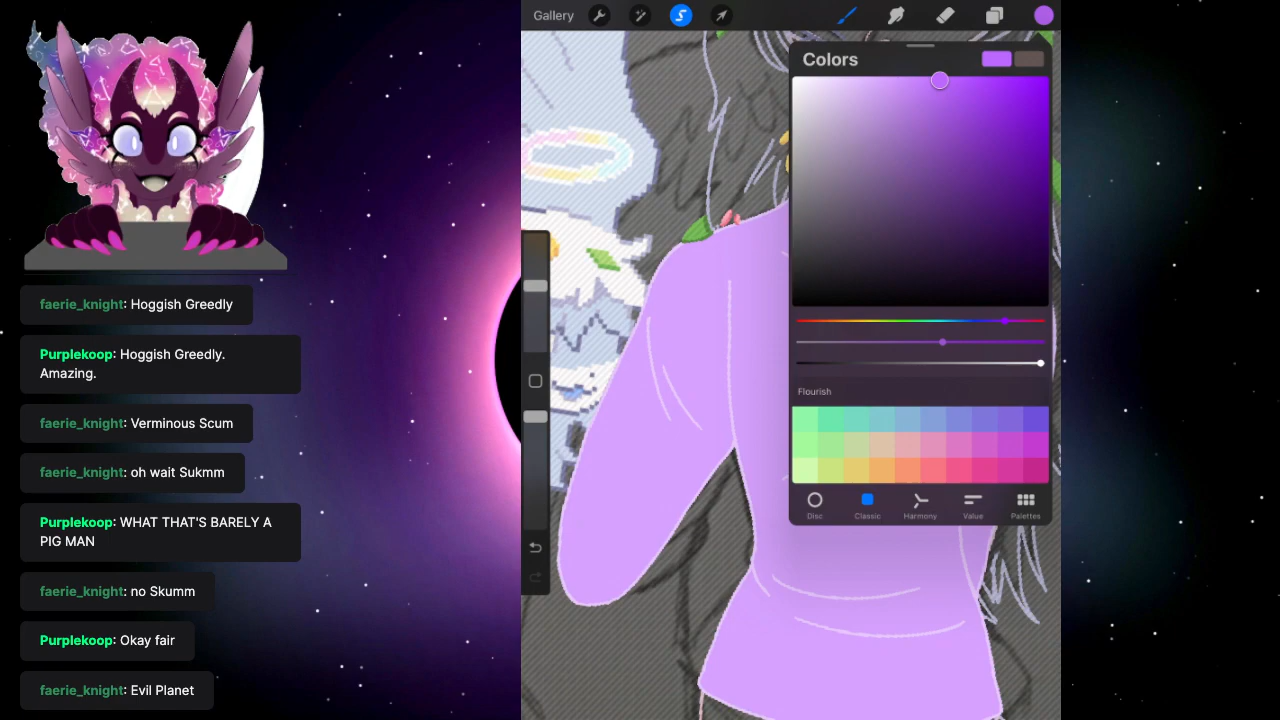 Gallery
Colors
Flourish
Disc
Classic
Harmony
Value
Palettes
faerie_knight: Hoggish Greedly
Purplekoop: Hoggish Greedly.
Amazing.
faerie_knight: Verminous Scum
faerie_knight: oh wait Sukmm
Purplekoop: WHAT THAT'S BARELY A
PIG MAN
faerie_knight: no Skumm
Purplekoop: Okay fair
faerie_knight: Evil Planet